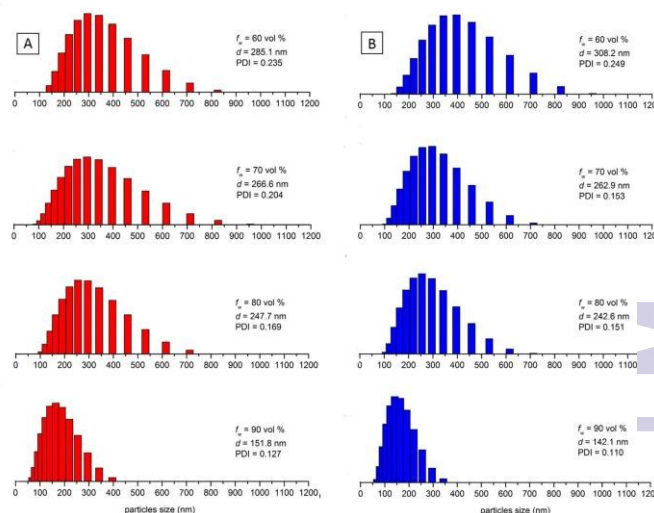 A
f_w = 60 vol %
d = 285.1 nm
PDI = 0.235
0 100 200 300 400 500 600 700 800 900 1000 1100 1200
f_w = 70 vol %
d = 266.6 nm
PDI = 0.204
0 100 200 300 400 500 600 700 800 900 1000 1100 1200
f_w = 80 vol %
d = 247.7 nm
PDI = 0.169
0 100 200 300 400 500 600 700 800 900 1000 1100 1200
f_w = 90 vol %
d = 151.8 nm
PDI = 0.127
0 100 200 300 400 500 600 700 800 900 1000 1100 1200
particles size (nm)
B
f_w = 60 vol %
d = 308.2 nm
PDI = 0.249
0 100 200 300 400 500 600 700 800 900 1000 1100 1200
f_w = 70 vol %
d = 262.9 nm
PDI = 0.153
0 100 200 300 400 500 600 700 800 900 1000 1100 1200
f_w = 80 vol %
d = 242.6 nm
PDI = 0.151
0 100 200 300 400 500 600 700 800 900 1000 1100 1200
f_w = 90 vol %
d = 142.1 nm
PDI = 0.110
0 100 200 300 400 500 600 700 800 900 1000 1100 1200
particles size (nm)